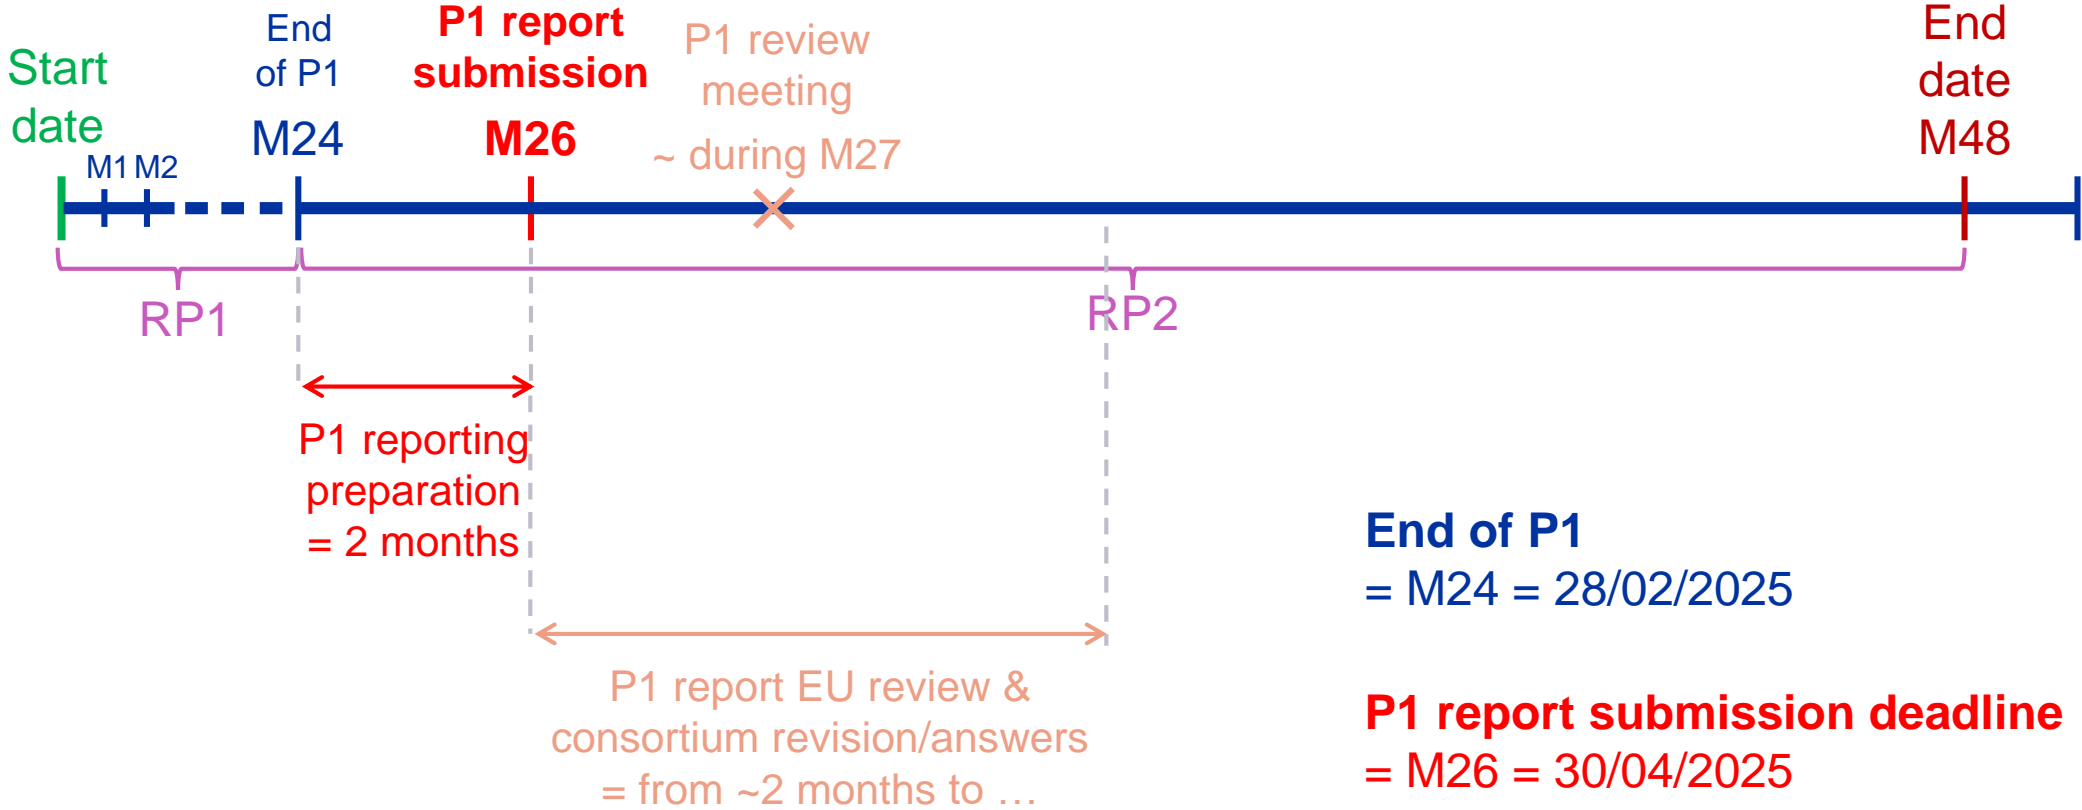 Start
date
M1 M2
End
of P1
M24
P1 report
submission
M26
P1 review
meeting
~ during M27
End
date
M48
RP1
RP2
P1 reporting
preparation
= 2 months
P1 report EU review &
consortium revision/answers
= from ~2 months to …
End of P1
= M24 = 28/02/2025
P1 report submission deadline
= M26 = 30/04/2025